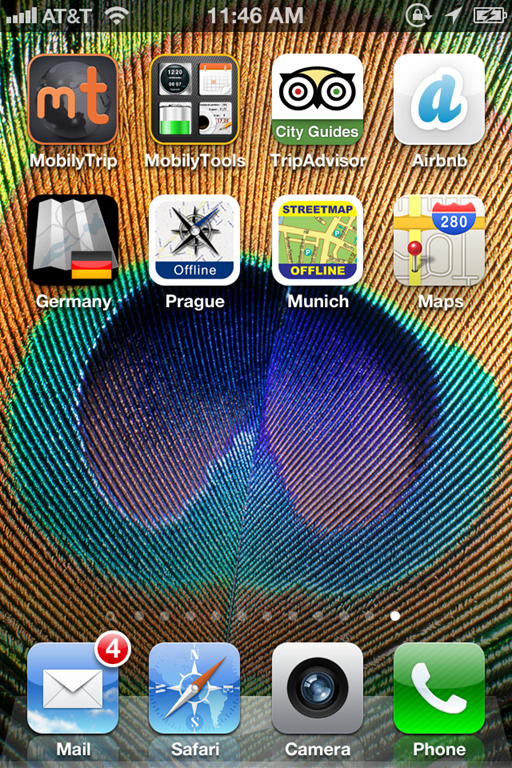 AT&T 11:46 AM
mt
MobilyTrip MobilyTools TripAdvisor Airbnb
City Guides
a
Offline
STREETMAP
OFFLINE
280
Germany Prague Munich Maps
4
N
Mail Safari Camera Phone